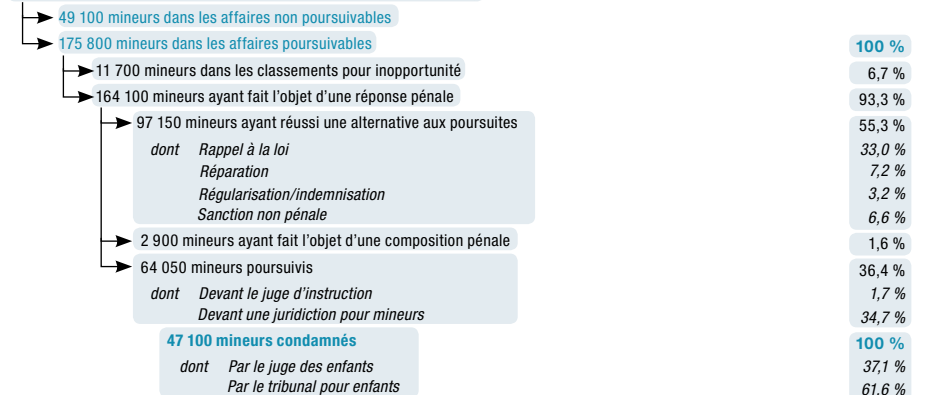 49 100 mineurs dans les affaires non poursuivables
175 800 mineurs dans les affaires poursuivables 100 %
11 700 mineurs dans les classements pour inopportunité 6,7 %
164 100 mineurs ayant fait l'objet d'une réponse pénale 93,3 %
97 150 mineurs ayant réussi une alternative aux poursuites 55,3 %
dont Rappel à la loi 33,0 %
Réparation 7,2 %
Régularisation/indemnisation 3,2 %
Sanction non pénale 6,6 %
2 900 mineurs ayant fait l'objet d'une composition pénale 1,6 %
64 050 mineurs poursuivis 36,4 %
dont Devant le juge d'instruction 1,7 %
Devant une juridiction pour mineurs 34,7 %
47 100 mineurs condamnés 100 %
dont Par le juge des enfants 37,1 %
Par le tribunal pour enfants 61,6 %